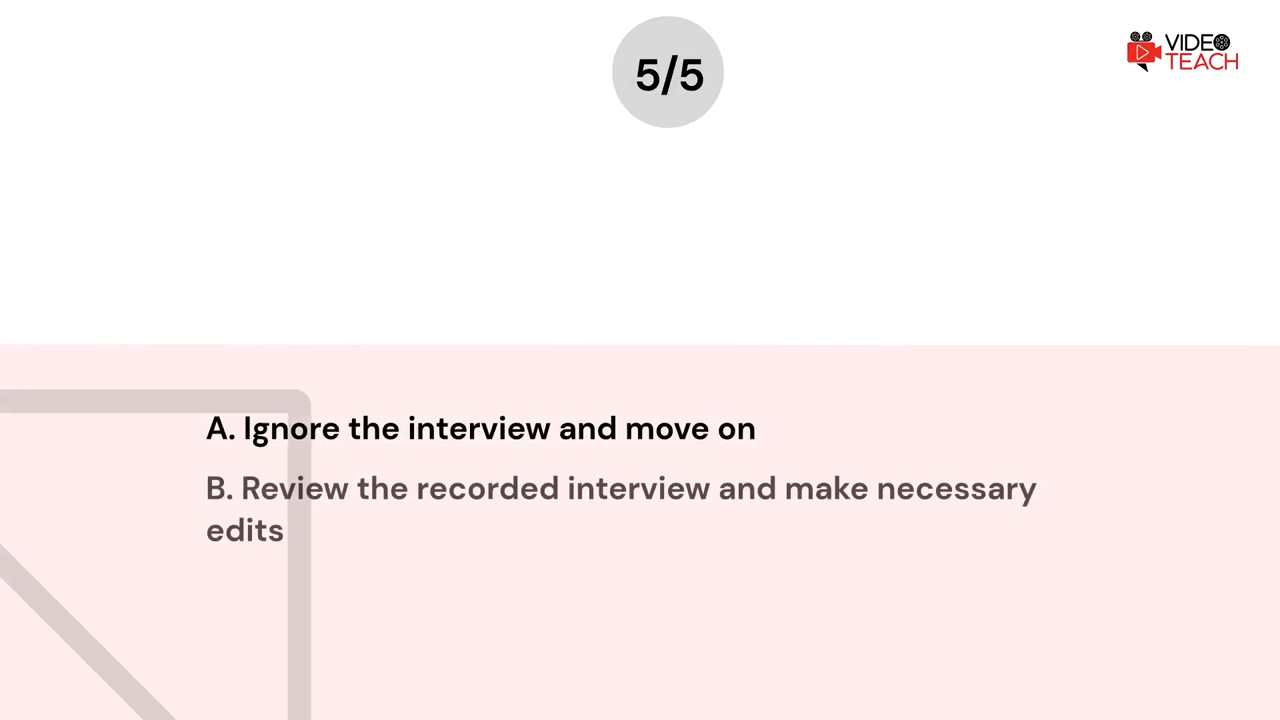 5/5
VIDEO
TEACH
A. Ignore the interview and move on
B. Review the recorded interview and make necessary
edits